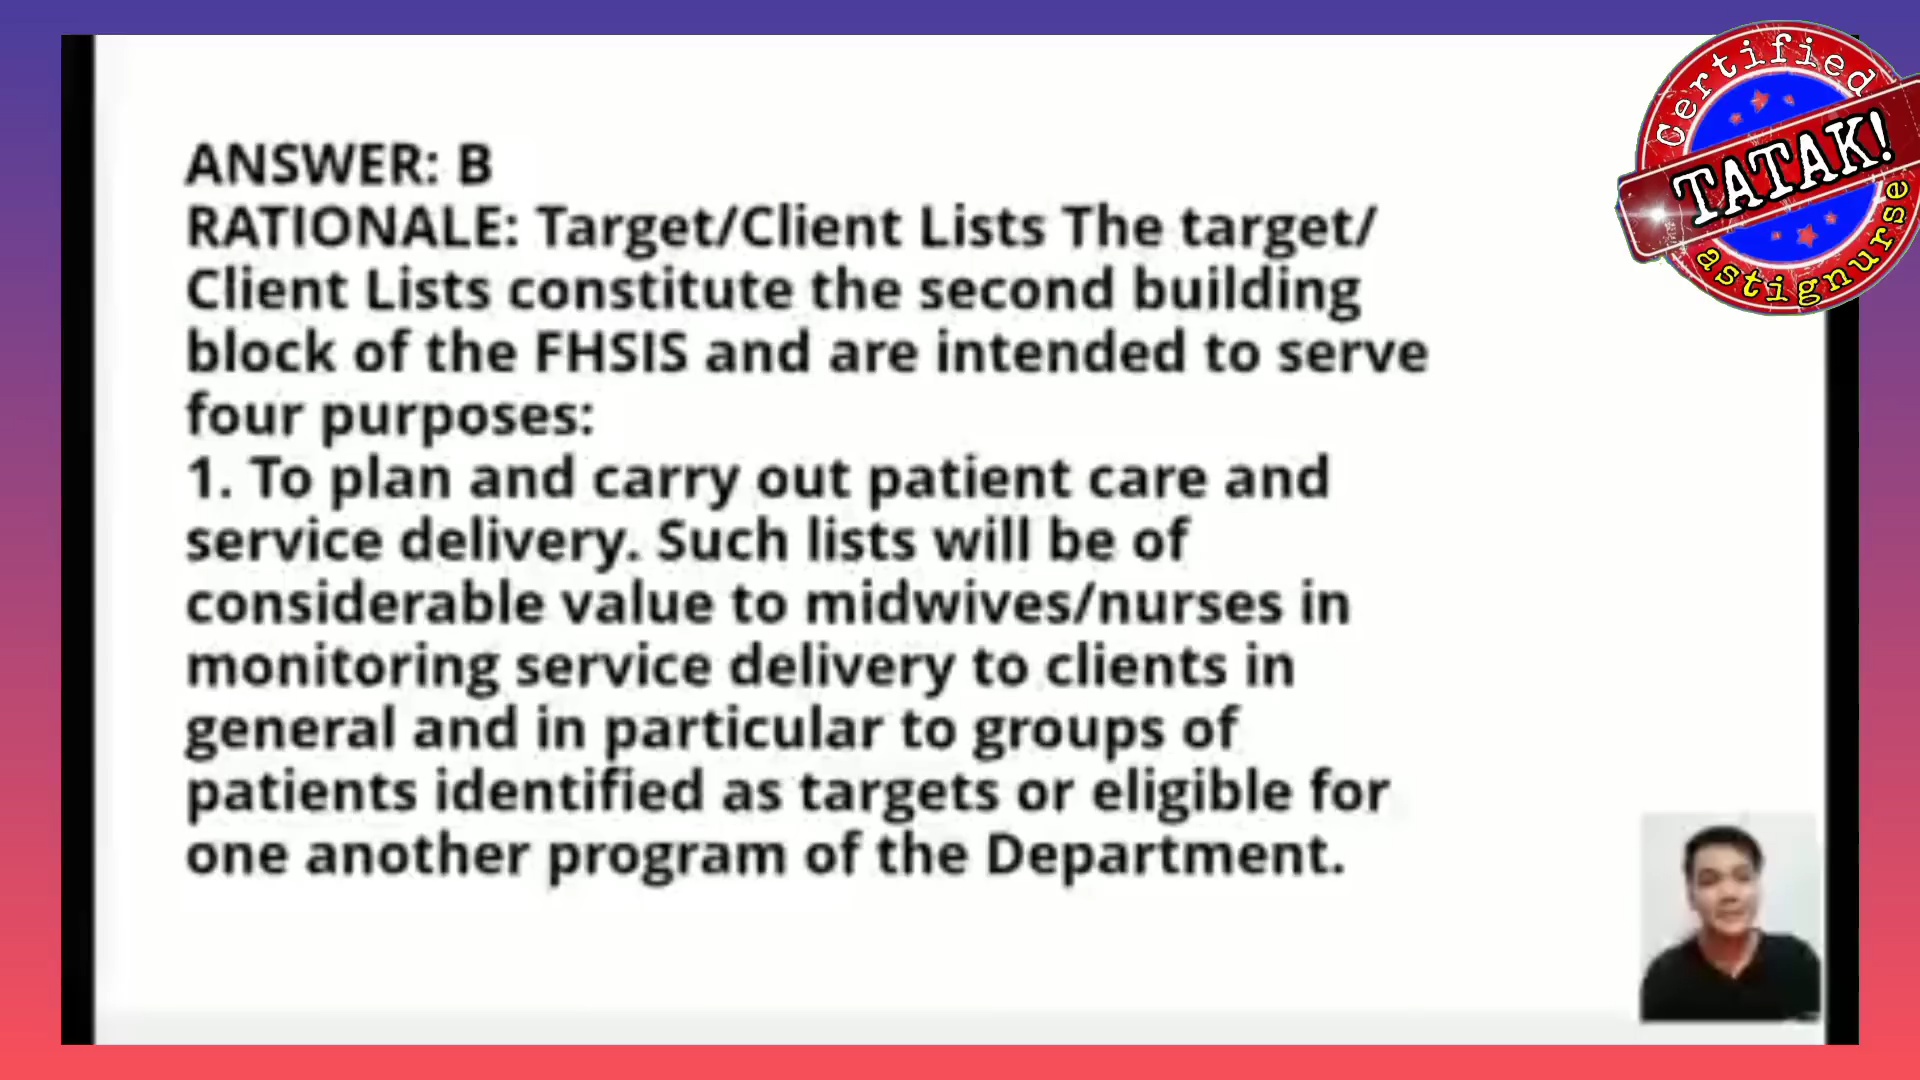 ANSWER: B
RATIONALE: Target/Client Lists The target/
Client Lists constitute the second building
block of the FHSIS and are intended to serve
four purposes:
1. To plan and carry out patient care and
service delivery. Such lists will be of
considerable value to midwives/nurses in
monitoring service delivery to clients in
general and in particular to groups of
patients identified as targets or eligible for
one another program of the Department.
Certified
TATAK!
astignurse